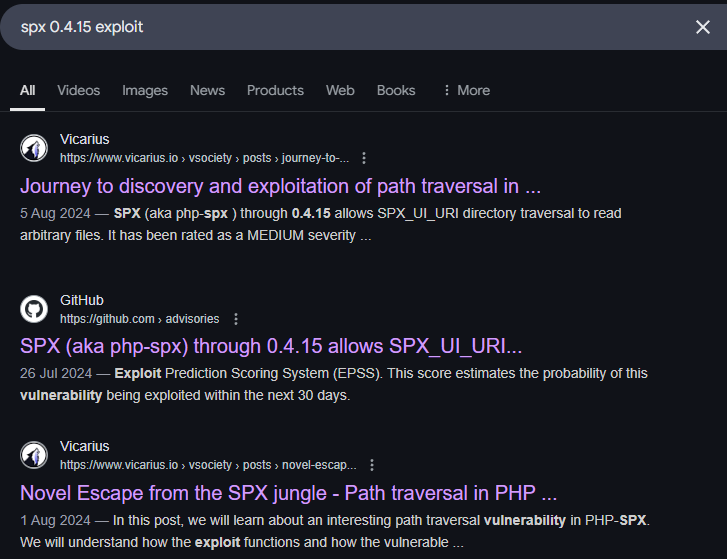 spx 0.4.15 exploit
All Videos Images News Products Web Books More
Vicarius
https://www.vicarius.io › vsociety › posts › journey-to-...
Journey to discovery and exploitation of path traversal in ...
5 Aug 2024 — SPX (aka php-spx ) through 0.4.15 allows SPX_UI_URI directory traversal to read
arbitrary files. It has been rated as a MEDIUM severity ...
GitHub
https://github.com › advisories
SPX (aka php-spx) through 0.4.15 allows SPX_UI_URI...
26 Jul 2024 — Exploit Prediction Scoring System (EPSS). This score estimates the probability of this
vulnerability being exploited within the next 30 days.
Vicarius
https://www.vicarius.io › vsociety › posts › novel-escap...
Novel Escape from the SPX jungle - Path traversal in PHP ...
1 Aug 2024 — In this post, we will learn about an interesting path traversal vulnerability in PHP-SPX.
We will understand how the exploit functions and how the vulnerable ...